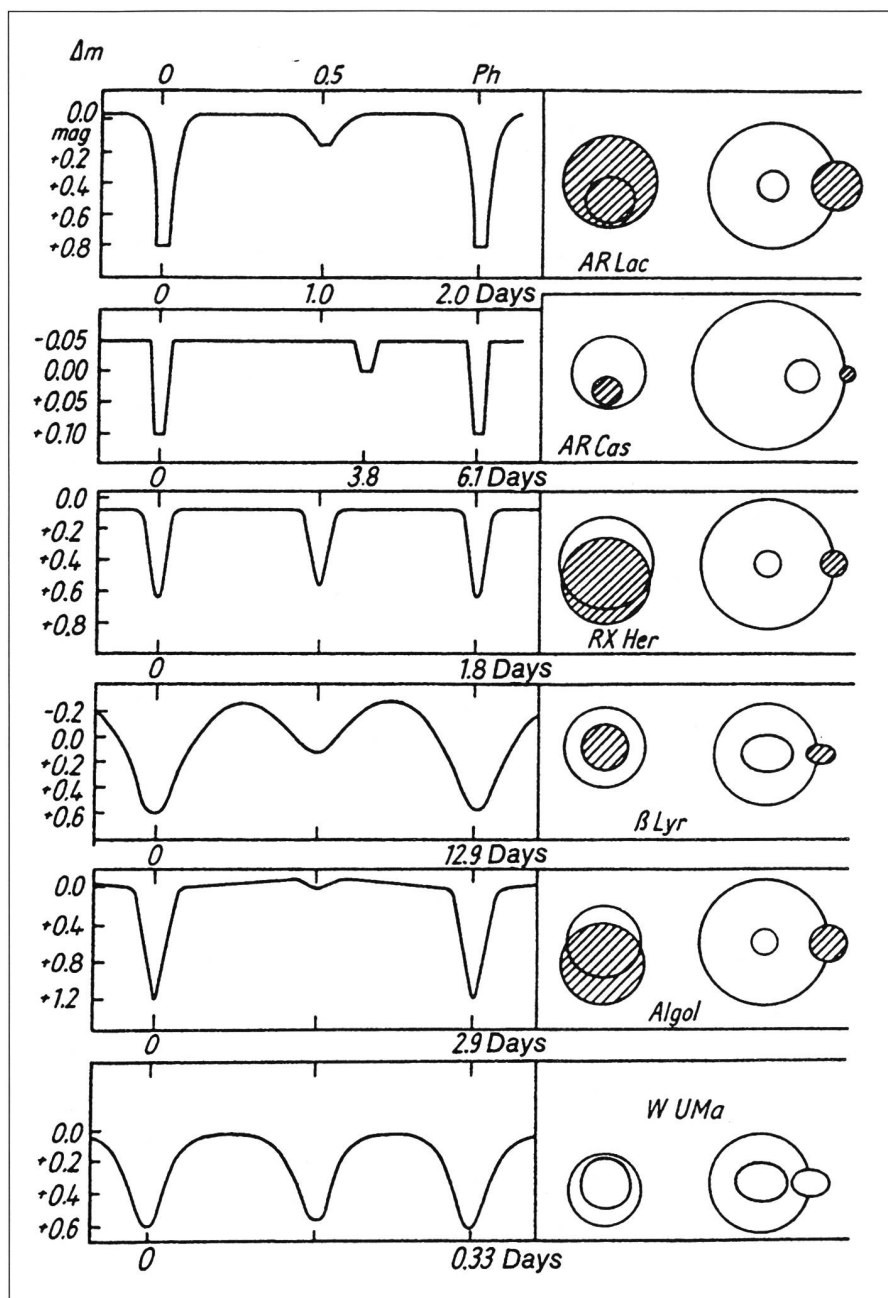 Δm
0 0.5 Ph
0.0
mag
+0.2
+0.4
+0.6
+0.8
AR Lac
0 1.0 2.0 Days
-0.05
0.00
+0.05
+0.10
AR Cas
0 3.8 6.1 Days
0.0
+0.2
+0.4
+0.6
+0.8
RX Her
0 1.8 Days
-0.2
0.0
+0.2
+0.4
+0.6
β Lyr
0 12.9 Days
0.0
+0.4
+0.8
+1.2
Algol
0 2.9 Days
W UMa
0.0
+0.2
+0.4
+0.6
0 0.33 Days